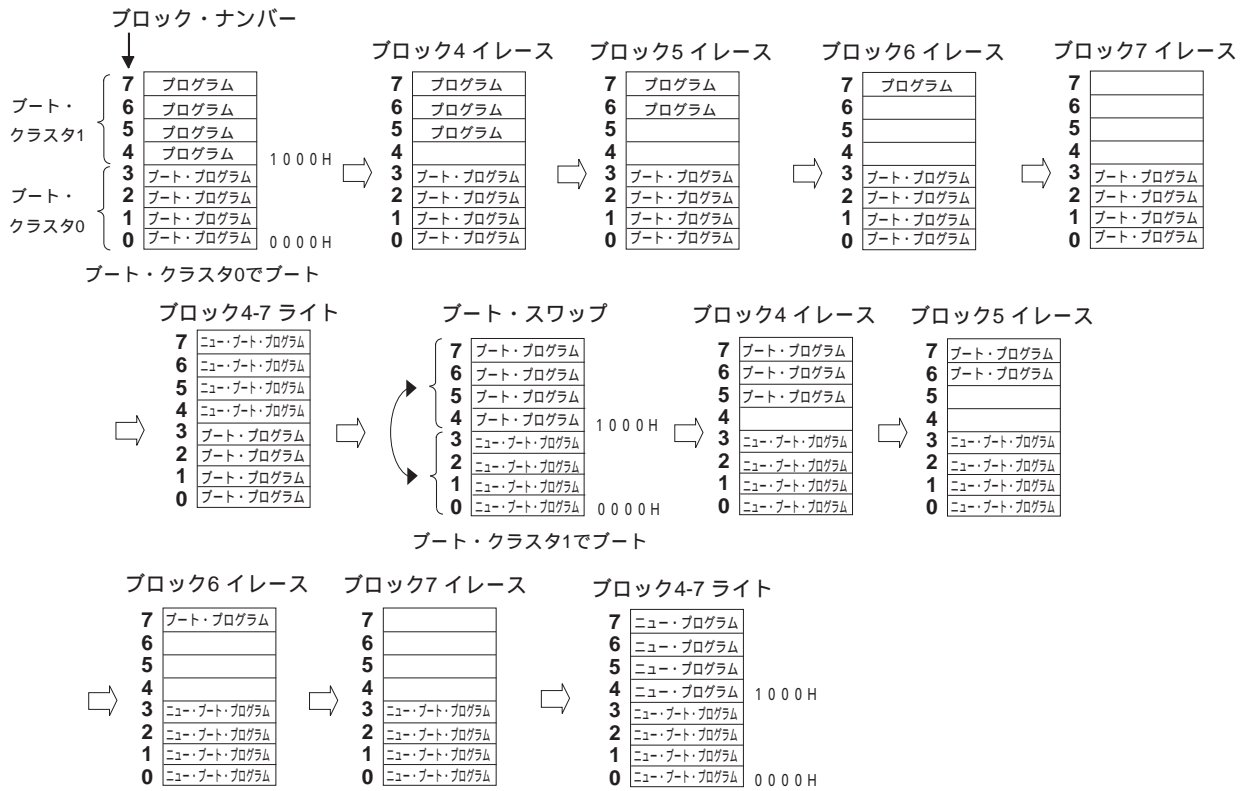 ブロック・ナンバー
ブロック4 イレース
ブロック5 イレース
ブロック6 イレース
ブロック7 イレース
ブート・
クラスタ1
ブート・
クラスタ0
7 プログラム
6 プログラム
5 プログラム
4 プログラム
1000H
3 ブート・プログラム
2 ブート・プログラム
1 ブート・プログラム
0 ブート・プログラム
0000H
7 プログラム
6 プログラム
5 プログラム
4
3 ブート・プログラム
2 ブート・プログラム
1 ブート・プログラム
0 ブート・プログラム
7 プログラム
6 プログラム
5
4
3 ブート・プログラム
2 ブート・プログラム
1 ブート・プログラム
0 ブート・プログラム
7 プログラム
6
5
4
3 ブート・プログラム
2 ブート・プログラム
1 ブート・プログラム
0 ブート・プログラム
7
6
5
4
3 ブート・プログラム
2 ブート・プログラム
1 ブート・プログラム
0 ブート・プログラム
ブート・クラスタ0でブート
ブロック4-7 ライト
7 ニュー・ブート・プログラム
6 ニュー・ブート・プログラム
5 ニュー・ブート・プログラム
4 ニュー・ブート・プログラム
3 ブート・プログラム
2 ブート・プログラム
1 ブート・プログラム
0 ブート・プログラム
ブート・スワップ
7 ブート・プログラム
6 ブート・プログラム
5 ブート・プログラム
4 ブート・プログラム
1000H
3 ニュー・ブート・プログラム
2 ニュー・ブート・プログラム
1 ニュー・ブート・プログラム
0 ニュー・ブート・プログラム
0000H
ブート・クラスタ1でブート
ブロック4 イレース
7 ブート・プログラム
6 ブート・プログラム
5 ブート・プログラム
4
3 ニュー・ブート・プログラム
2 ニュー・ブート・プログラム
1 ニュー・ブート・プログラム
0 ニュー・ブート・プログラム
ブロック5 イレース
7 ブート・プログラム
6 ブート・プログラム
5
4
3 ニュー・ブート・プログラム
2 ニュー・ブート・プログラム
1 ニュー・ブート・プログラム
0 ニュー・ブート・プログラム
ブロック6 イレース
7 ブート・プログラム
6
5
4
3 ニュー・ブート・プログラム
2 ニュー・ブート・プログラム
1 ニュー・ブート・プログラム
0 ニュー・ブート・プログラム
ブロック7 イレース
7
6
5
4
3 ニュー・ブート・プログラム
2 ニュー・ブート・プログラム
1 ニュー・ブート・プログラム
0 ニュー・ブート・プログラム
ブロック4-7 ライト
7 ニュー・プログラム
6 ニュー・プログラム
5 ニュー・プログラム
4 ニュー・プログラム
1000H
3 ニュー・ブート・プログラム
2 ニュー・ブート・プログラム
1 ニュー・ブート・プログラム
0 ニュー・ブート・プログラム
0000H